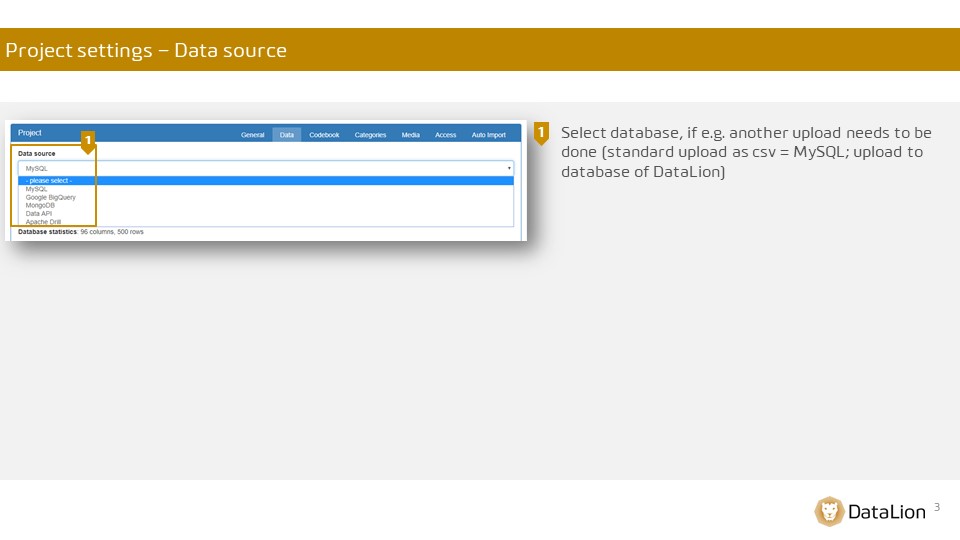 Project settings – Data source
Project
General Data Codebook Categories Media Access Auto Import
1
Data source
MySQL
- please select -
MySQL
Google BigQuery
MongoDB
Data API
Apache Drill
Database statistics: 96 columns, 500 rows
1
Select database, if e.g. another upload needs to be
done (standard upload as csv = MySQL; upload to
database of DataLion)
DataLion
3